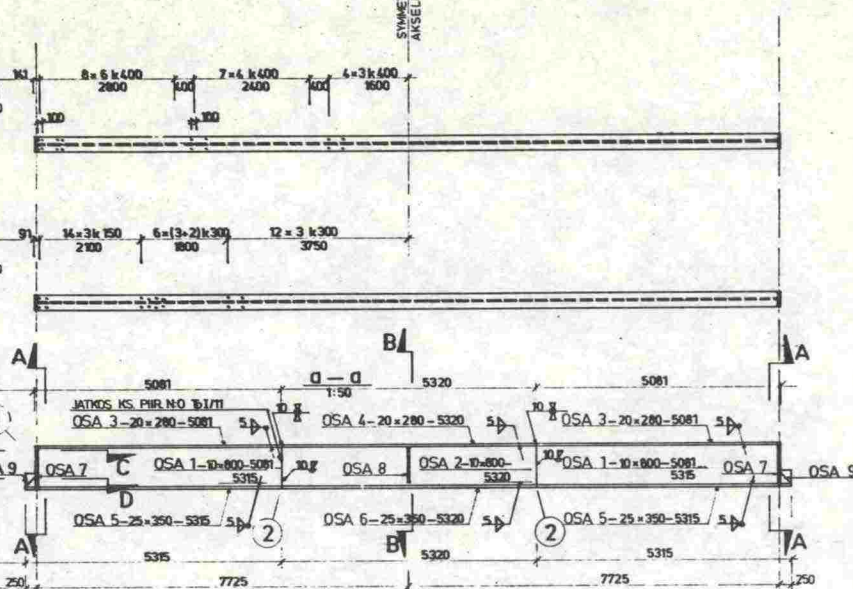 SYMME
AKSEL
161 8×6 k400 7×4 k400 4×3 k400
2800 400 2400 400 1600
100 100
91 14×3k150 6×(3+2)k300 12×3 k300
2100 1800 3750
A B A
5081 a—a 5320 5081
1:50
JATKOS KS. PIIR. N:O 16I/11 10
OSA 3-20×280-5081 5 OSA 4-20×280-5320 5 OSA 3-20×280-5081 5
A 9 OSA 7 C OSA 1-10×800-5081 10 OSA 8 OSA 2-10×800- 10 OSA 1-10×800-5081 OSA 7 OSA 9
5315 5320 5315
D
OSA 5-25×350-5315 5 OSA 6-25×350-5320 5 OSA 5-25×350-5315 5
2 2
A B A
5315 5320 5315
250 7725 7725 250